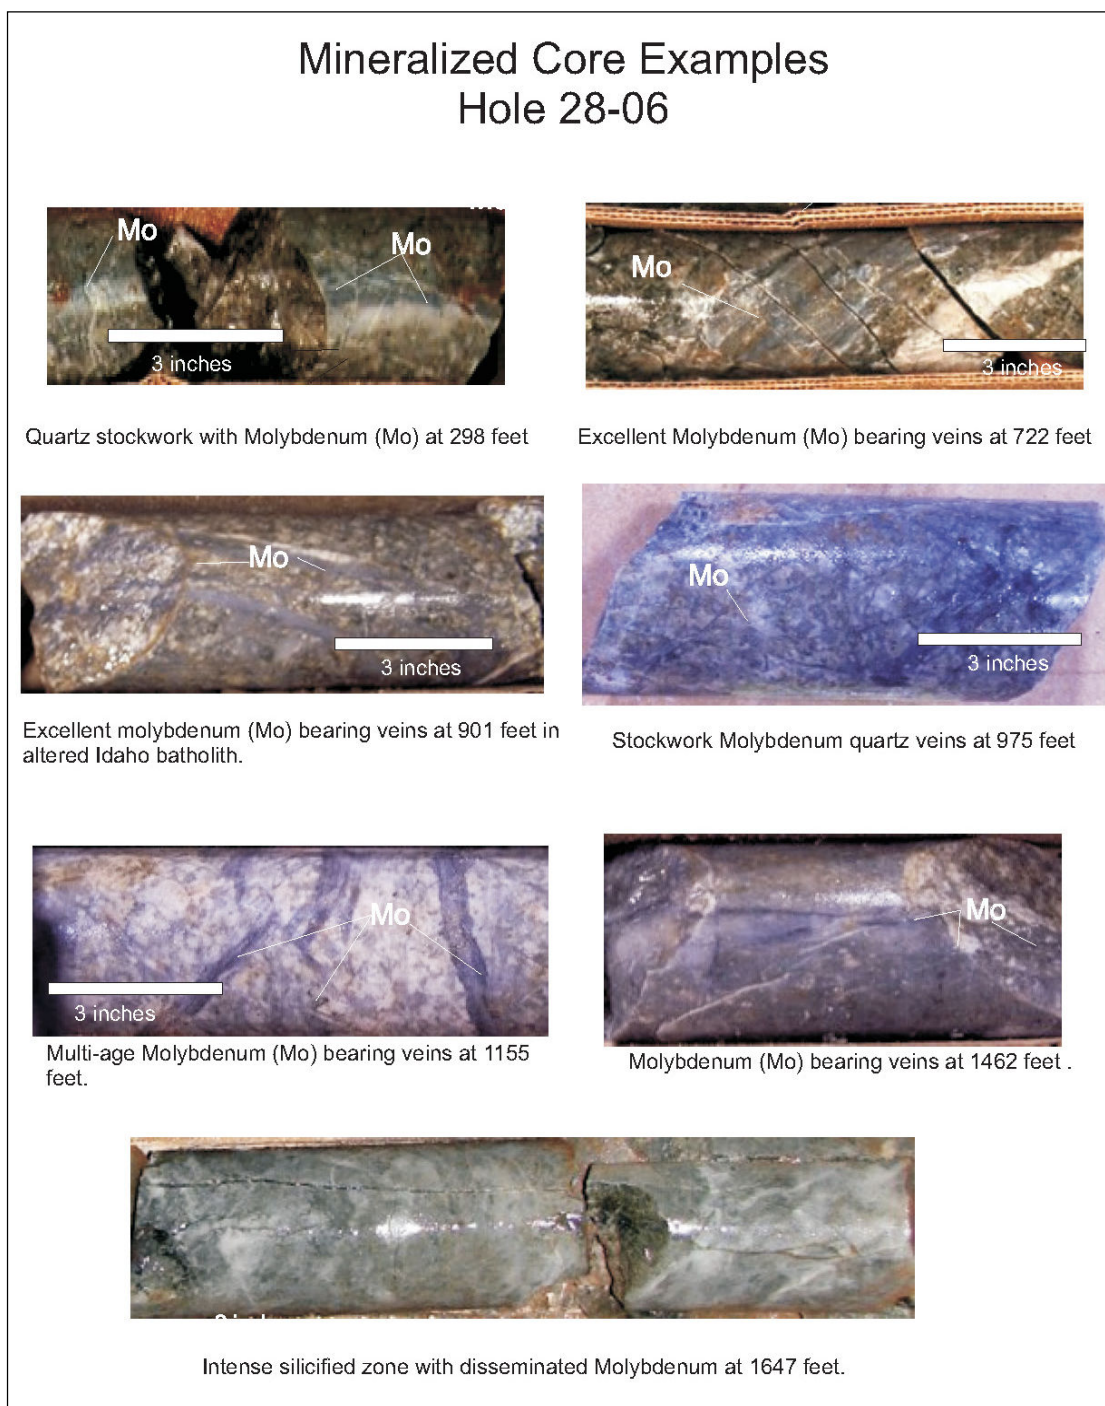 Mineralized Core Examples
Hole 28-06
Mo
Mo
3 inches
Quartz stockwork with Molybdenum (Mo) at 298 feet
Mo
3 inches
Excellent Molybdenum (Mo) bearing veins at 722 feet
Mo
3 inches
Excellent molybdenum (Mo) bearing veins at 901 feet in
altered Idaho batholith.
Mo
3 inches
Stockwork Molybdenum quartz veins at 975 feet
Mo
3 inches
Multi-age Molybdenum (Mo) bearing veins at 1155
feet.
Mo
Molybdenum (Mo) bearing veins at 1462 feet .
Intense silicified zone with disseminated Molybdenum at 1647 feet.